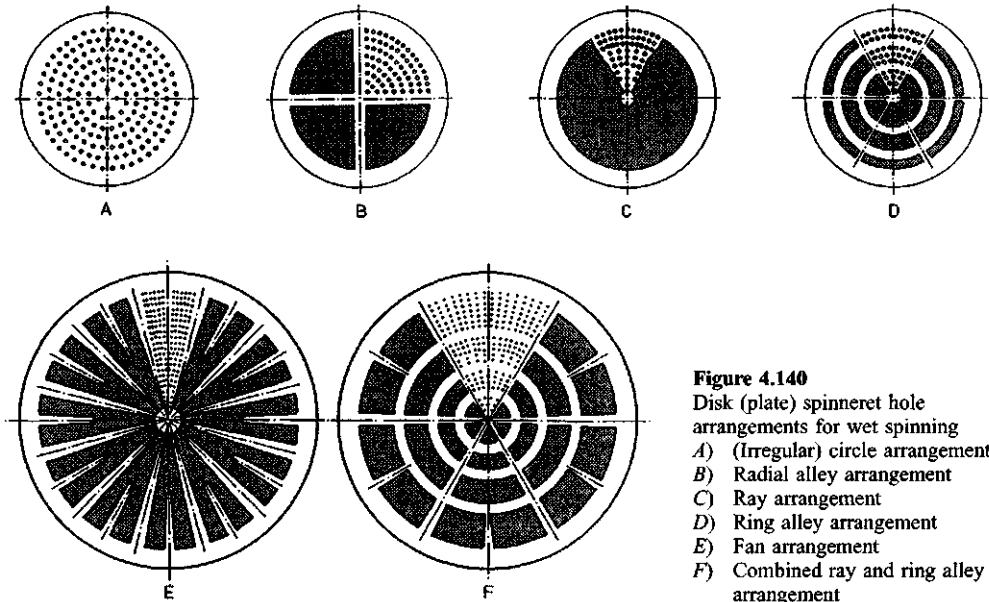 A
B
C
D
E
F
Figure 4.140
Disk (plate) spinneret hole
arrangements for wet spinning
A) (Irregular) circle arrangement
B) Radial alley arrangement
C) Ray arrangement
D) Ring alley arrangement
E) Fan arrangement
F) Combined ray and ring alley
arrangement